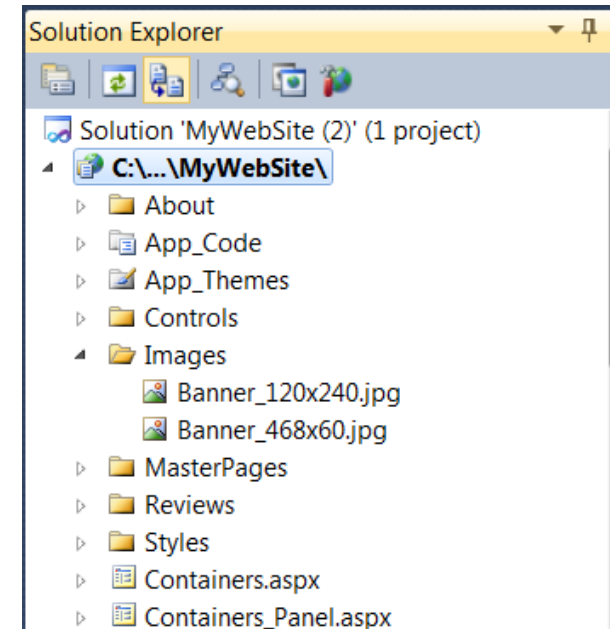 Solution Explorer
Solution 'MyWebSite (2)' (1 project)
C:\...\MyWebSite\
About
App_Code
App_Themes
Controls
Images
Banner_120x240.jpg
Banner_468x60.jpg
MasterPages
Reviews
Styles
Containers.aspx
Containers_Panel.aspx